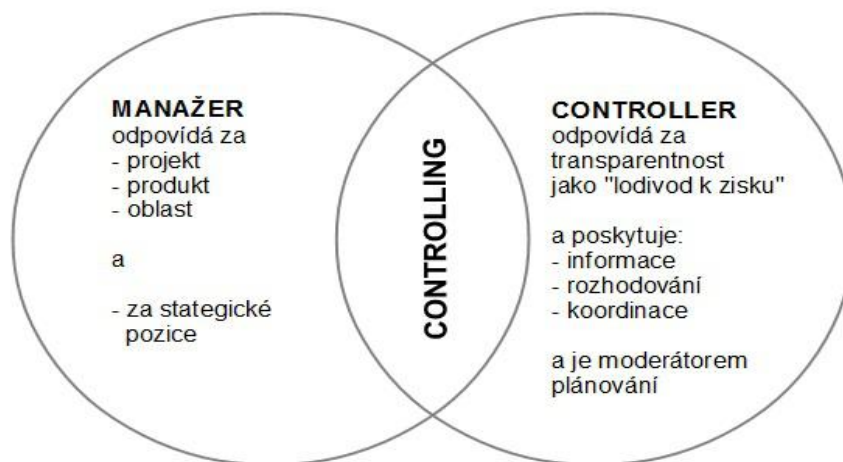 MANAŽER
odpovídá za
- projekt
- produkt
- oblast
a
- za stategické
pozice
CONTROLLING
CONTROLLER
odpovídá za
transparentnost
jako "lodivod k zisku"
a poskytuje:
- informace
- rozhodování
- koordinace
a je moderátorem
plánování